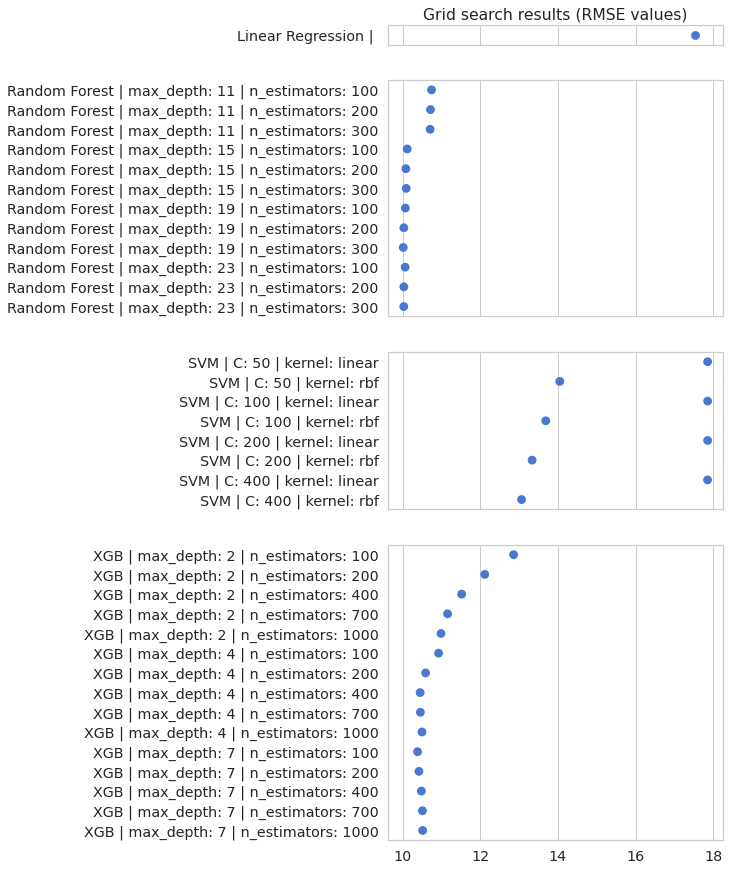 Grid search results (RMSE values)
Linear Regression |
Random Forest | max_depth: 11 | n_estimators: 100
Random Forest | max_depth: 11 | n_estimators: 200
Random Forest | max_depth: 11 | n_estimators: 300
Random Forest | max_depth: 15 | n_estimators: 100
Random Forest | max_depth: 15 | n_estimators: 200
Random Forest | max_depth: 15 | n_estimators: 300
Random Forest | max_depth: 19 | n_estimators: 100
Random Forest | max_depth: 19 | n_estimators: 200
Random Forest | max_depth: 19 | n_estimators: 300
Random Forest | max_depth: 23 | n_estimators: 100
Random Forest | max_depth: 23 | n_estimators: 200
Random Forest | max_depth: 23 | n_estimators: 300
SVM | C: 50 | kernel: linear
SVM | C: 50 | kernel: rbf
SVM | C: 100 | kernel: linear
SVM | C: 100 | kernel: rbf
SVM | C: 200 | kernel: linear
SVM | C: 200 | kernel: rbf
SVM | C: 400 | kernel: linear
SVM | C: 400 | kernel: rbf
XGB | max_depth: 2 | n_estimators: 100
XGB | max_depth: 2 | n_estimators: 200
XGB | max_depth: 2 | n_estimators: 400
XGB | max_depth: 2 | n_estimators: 700
XGB | max_depth: 2 | n_estimators: 1000
XGB | max_depth: 4 | n_estimators: 100
XGB | max_depth: 4 | n_estimators: 200
XGB | max_depth: 4 | n_estimators: 400
XGB | max_depth: 4 | n_estimators: 700
XGB | max_depth: 4 | n_estimators: 1000
XGB | max_depth: 7 | n_estimators: 100
XGB | max_depth: 7 | n_estimators: 200
XGB | max_depth: 7 | n_estimators: 400
XGB | max_depth: 7 | n_estimators: 700
XGB | max_depth: 7 | n_estimators: 1000
10 12 14 16 18